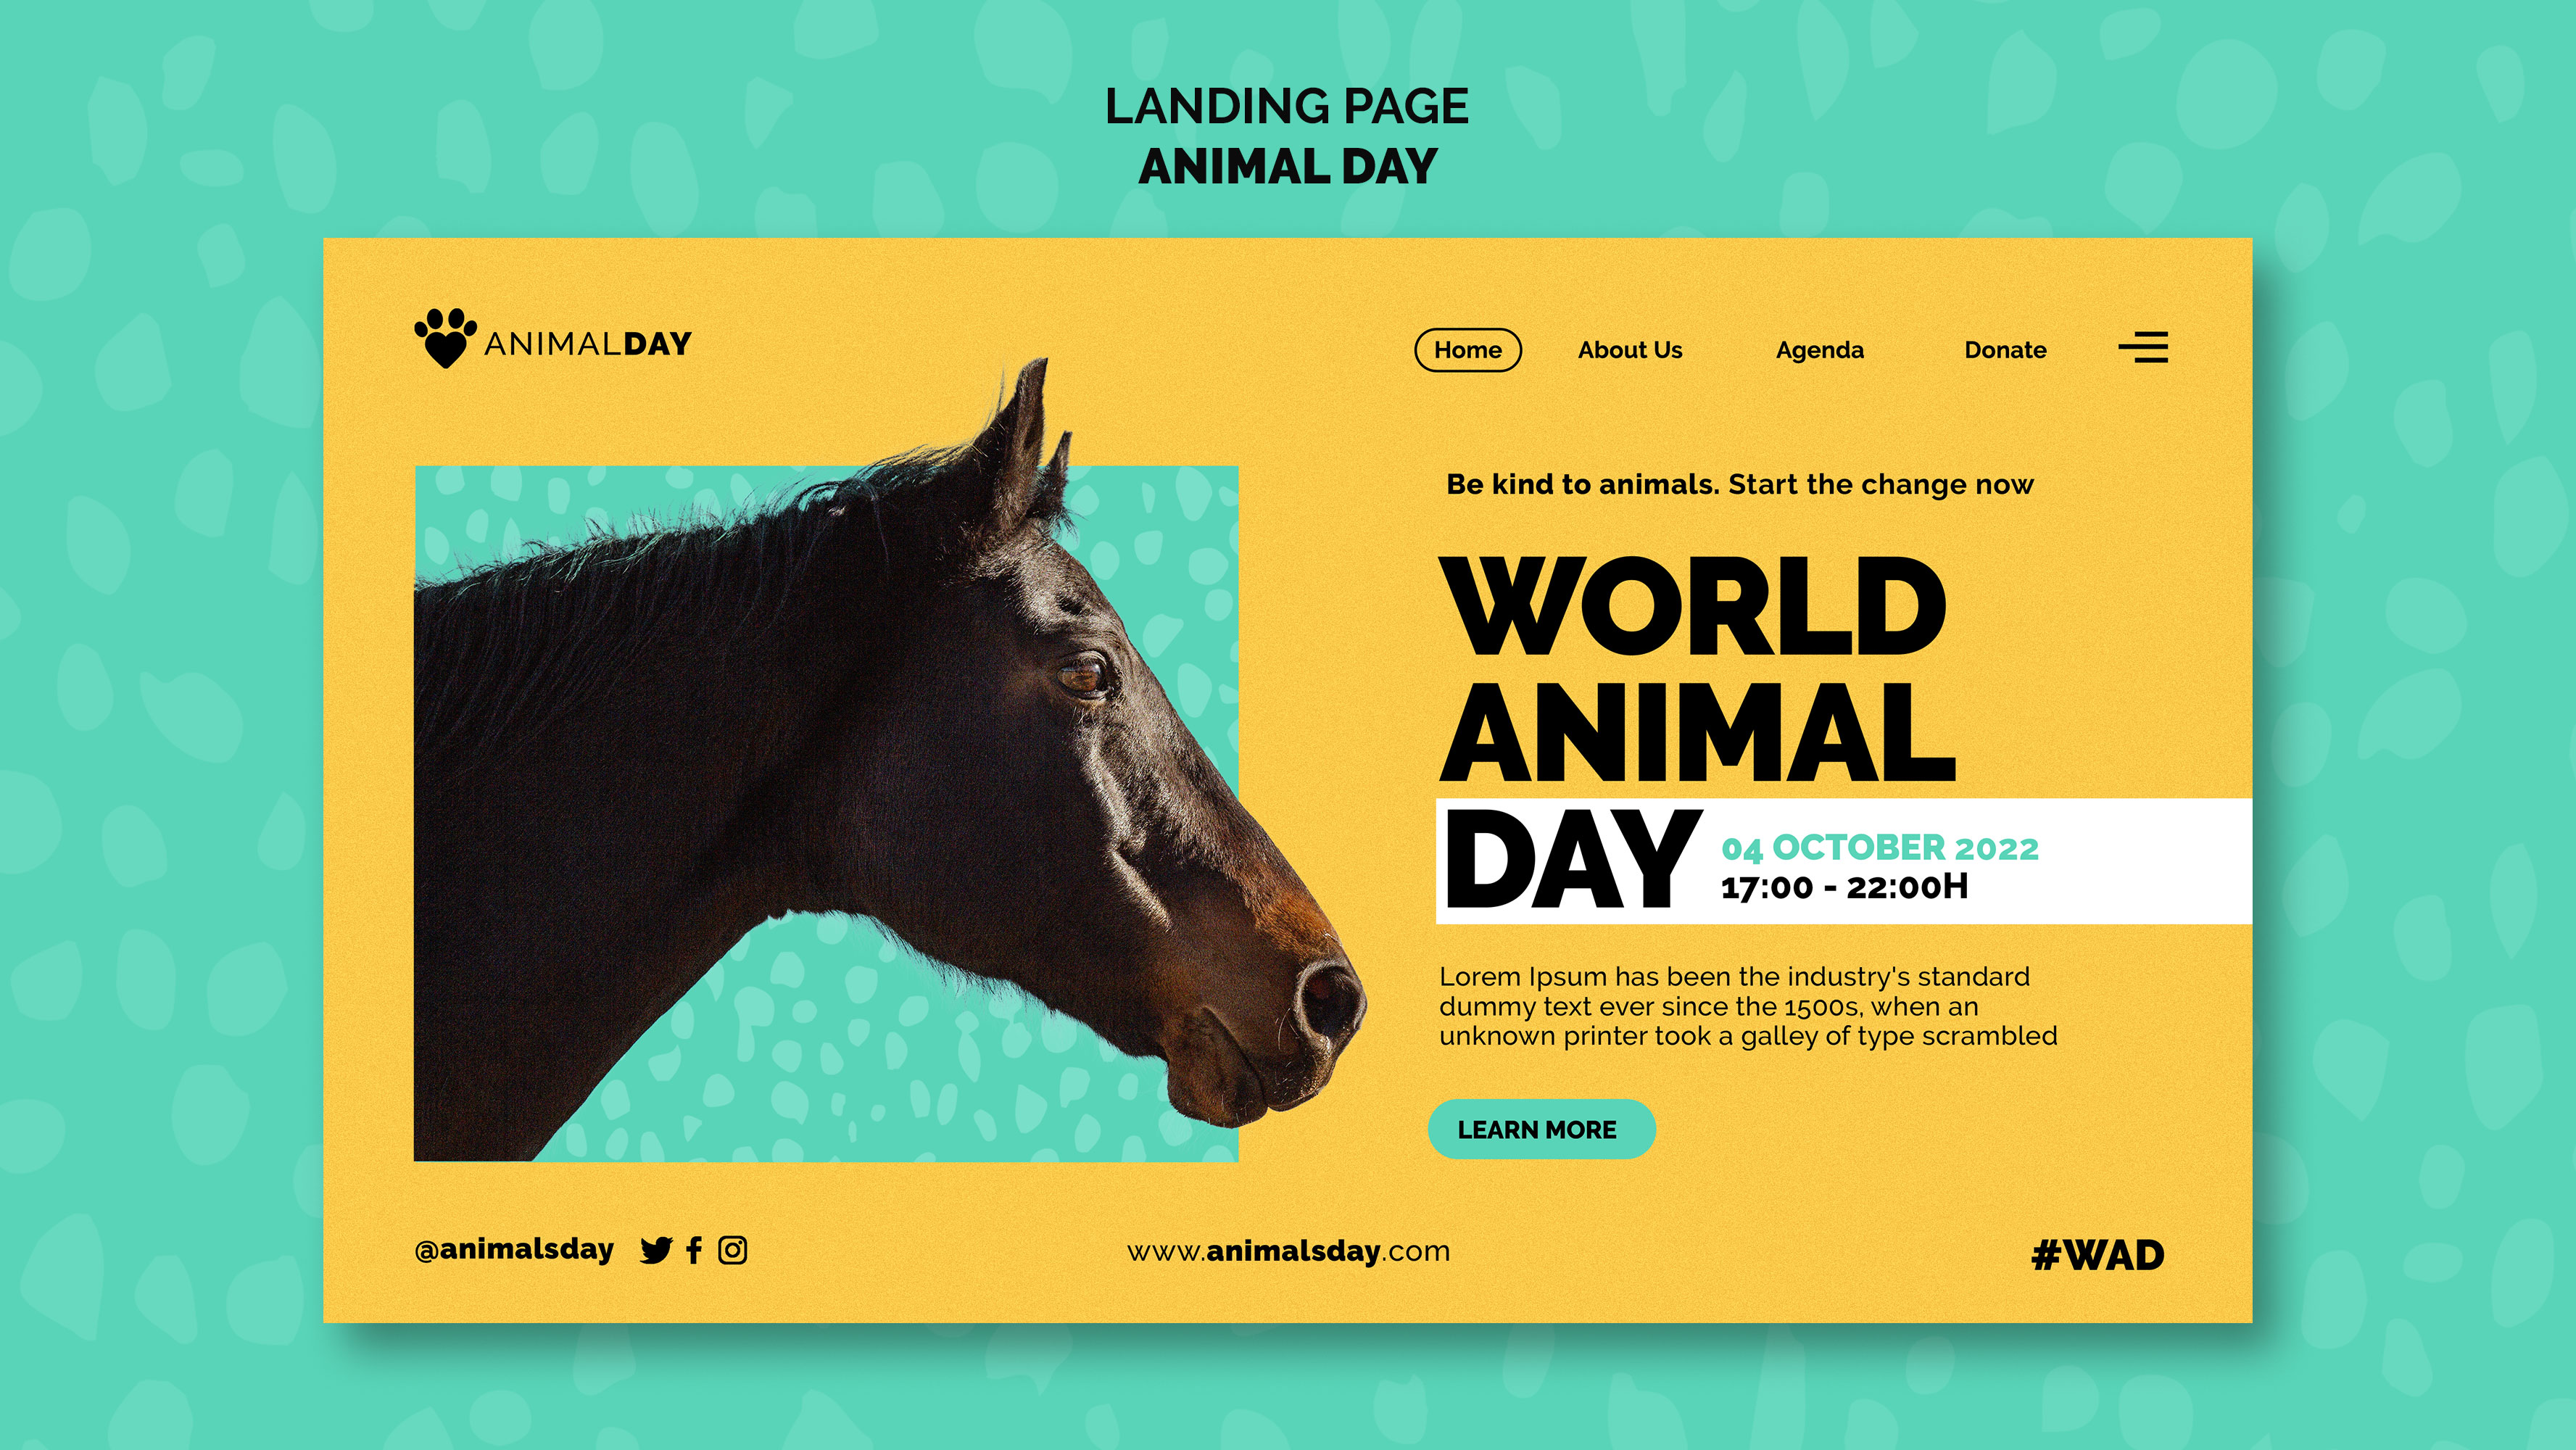 LANDING PAGE
ANIMAL DAY
ANIMALDAY
Home About Us Agenda Donate
Be kind to animals. Start the change now
WORLD
ANIMAL
DAY
04 OCTOBER 2022
17:00 - 22:00H
Lorem Ipsum has been the industry's standard
dummy text ever since the 1500s, when an
unknown printer took a galley of type scrambled
LEARN MORE
@animalsday
www.animalsday.com
#WAD